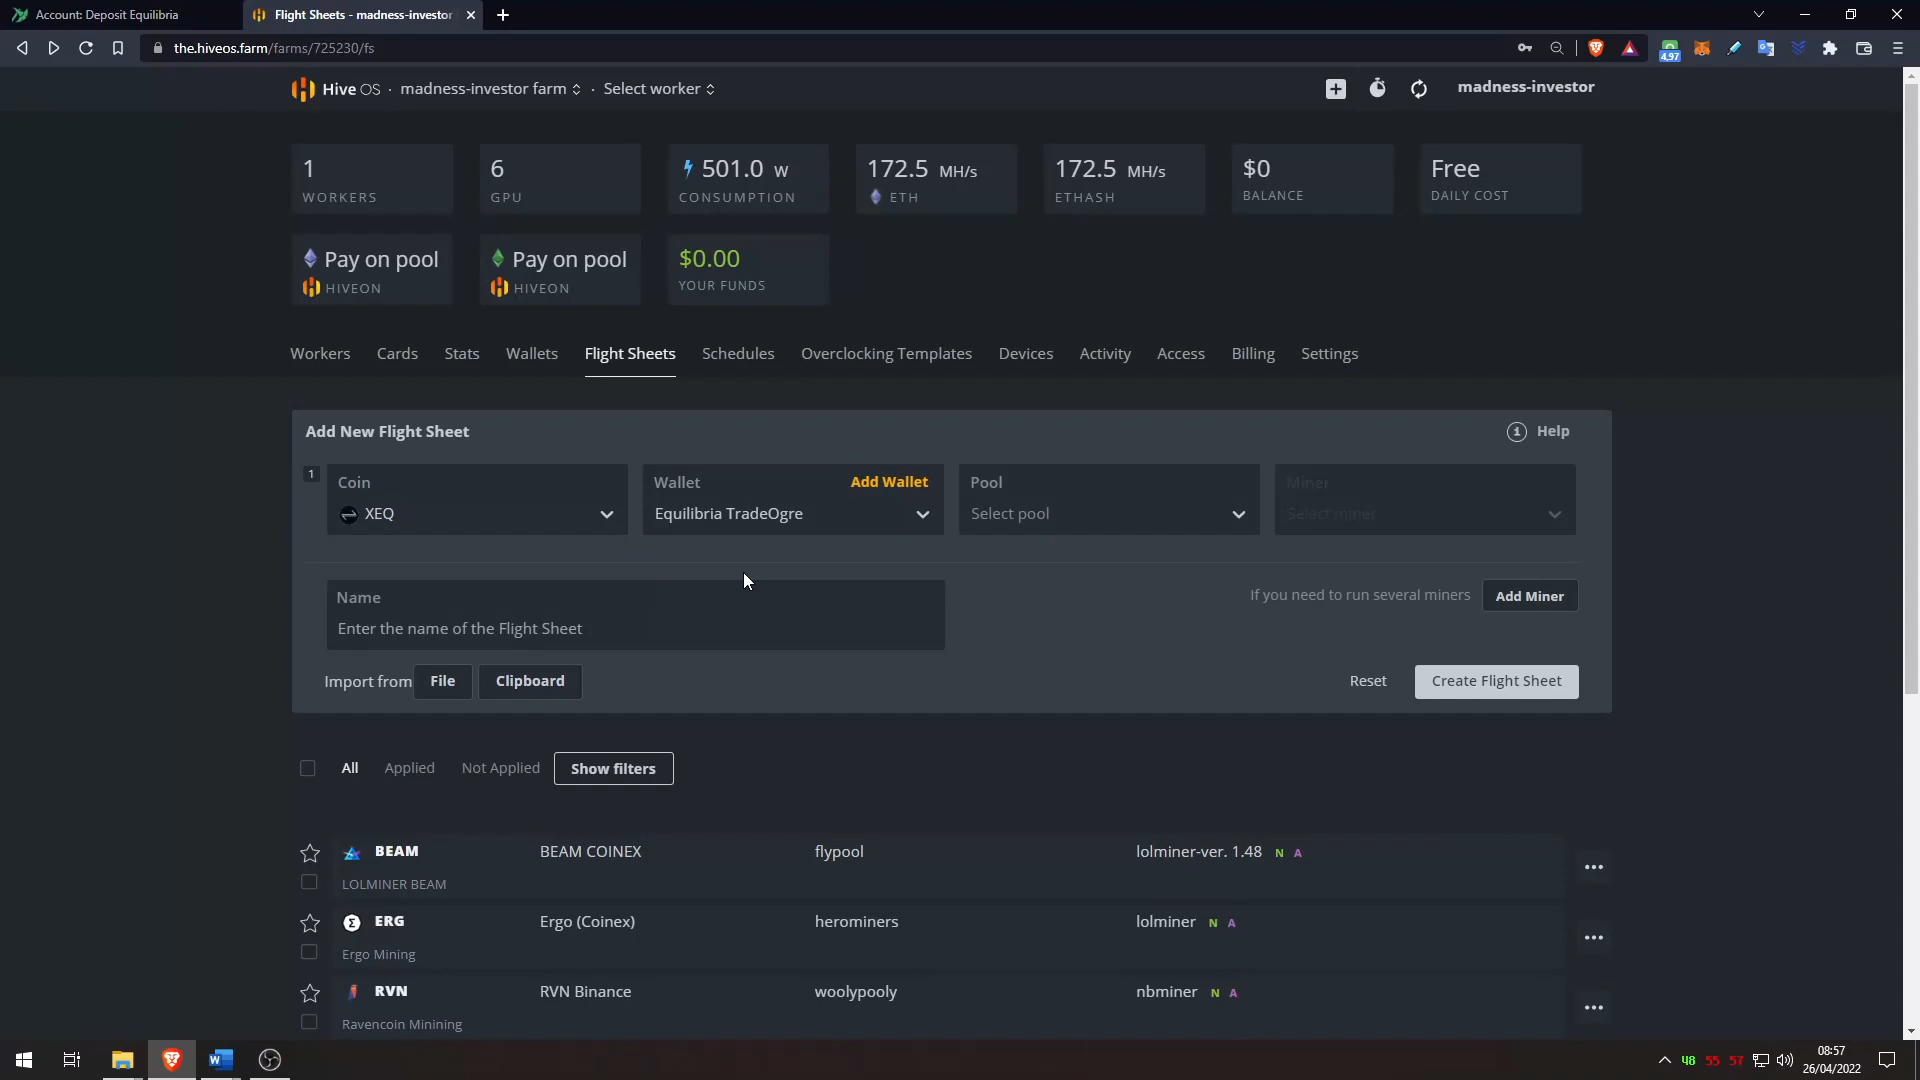 Account: Deposit Equilibria
Flight Sheets - madness-investor
the.hiveos.farm/farms/725230/fs
4,97
Hive OS · madness-investor farm · Select worker
madness-investor
1
WORKERS
6
GPU
501.0 W
CONSUMPTION
172.5 MH/s
ETH
172.5 MH/s
ETHASH
$0
BALANCE
Free
DAILY COST
Pay on pool
HIVEON
Pay on pool
HIVEON
$0.00
YOUR FUNDS
Workers Cards Stats Wallets Flight Sheets Schedules Overclocking Templates Devices Activity Access Billing Settings
Add New Flight Sheet
Help
1
Coin
XEQ
Wallet Add Wallet
Equilibria TradeOgre
Pool
Select pool
Miner
Select miner
Name
Enter the name of the Flight Sheet
If you need to run several miners Add Miner
Import from File Clipboard
Reset Create Flight Sheet
All Applied Not Applied Show filters
BEAM BEAM COINEX flypool lolminer-ver. 1.48 N A
LOLMINER BEAM
ERG Ergo (Coinex) herominers lolminer N A
Ergo Mining
RVN RVN Binance woolypooly nbminer N A
Ravencoin Minining
48 55 57
08:57
26/04/2022